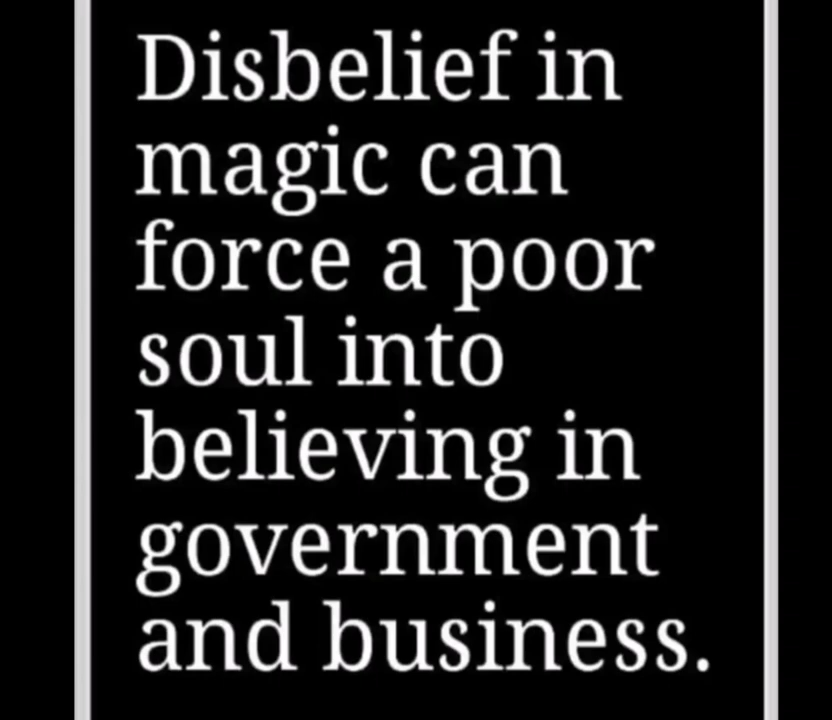 Disbelief in
magic can
force a poor
soul into
believing in
government
and business.